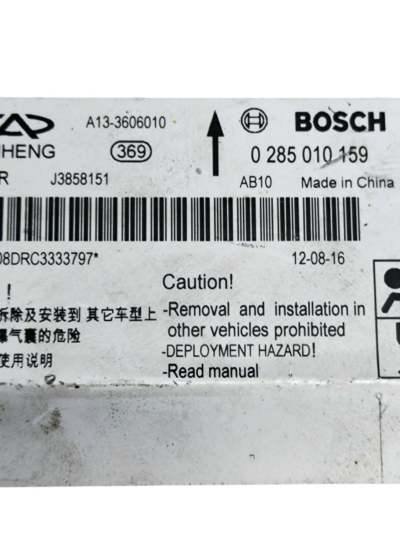 A13-3606010
BOSCH
HENG
369
0 285 010 159
R
J3858151
AB10
Made in China
08DRC3333797*
12-08-16
!
Caution!
拆除及安装到 其它车型上
-Removal and installation in
爆气囊的危险
other vehicles prohibited
-DEPLOYMENT HAZARD!
使用说明
-Read manual